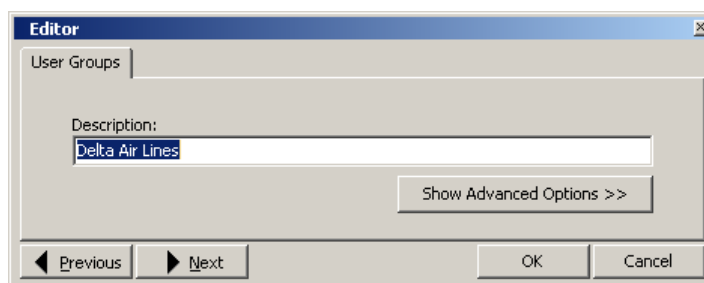 Editor
User Groups
Description:
Delta Air Lines
Show Advanced Options >>
Previous Next OK Cancel